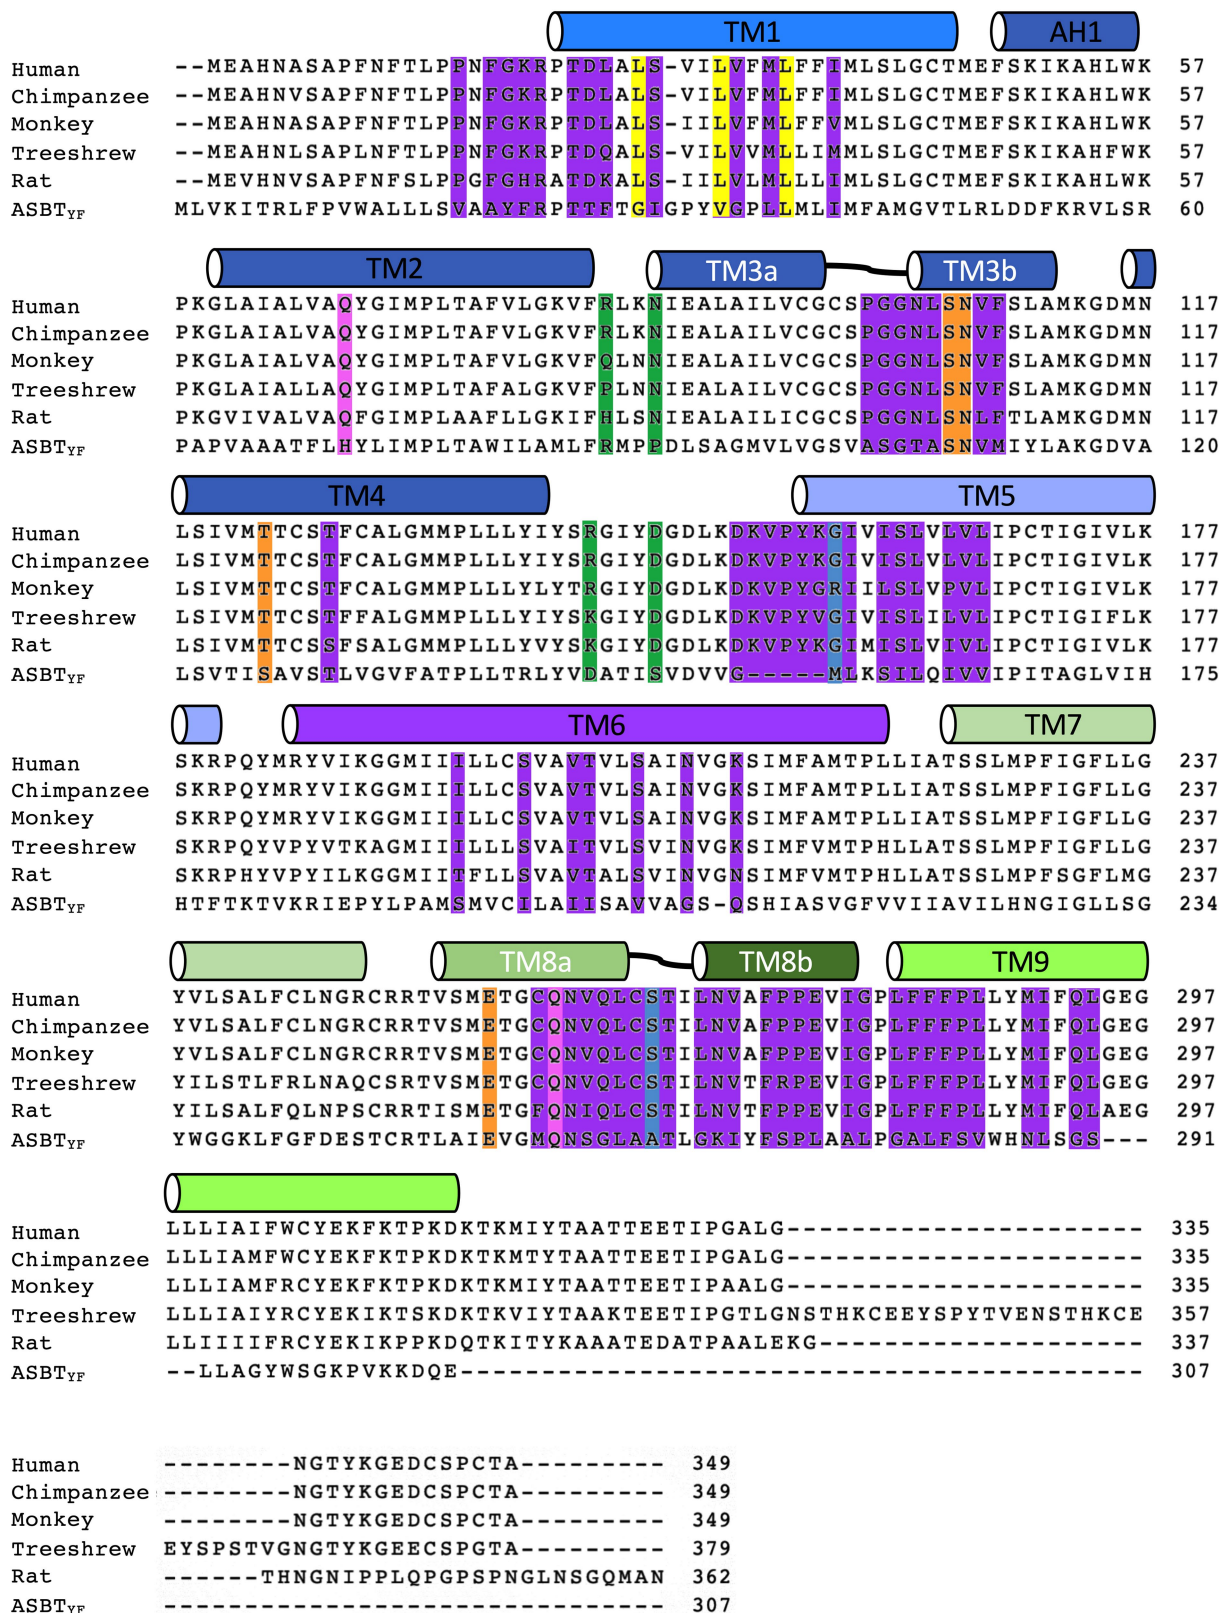 TM1 AH1
Human --MEAHNASAPFNFTLPPNFGKRPTDLALS-VILVFMLFFIMLSLGCTMEFSKIKAHLWK 57
Chimpanzee --MEAHNVSAPFNFTLPPNFGKRPTDLALS-VILVFMLFFIMLSLGCTMEFSKIKAHLWK 57
Monkey --MEAHNASAPFNFTLPPNFGKRPTDLALS-IILVFMLFFVMLSLGCTMEFSKIKAHLWK 57
Treeshrew --MEAHNLSAPLNFTLPPNFGKRPTDQALS-VILVVMLLIMMLSLGCTMEFSKIKAHFWK 57
Rat --MEVHNVSAPFNFSLPPGFGHRATDKALS-IILVLMLLLIMLSLGCTMEFSKIKAHLWK 57
ASBTYF MLVKITRLFPVWALLLSVAAYFRPTTFTGIGPYVGPLLMLIMFAMGVTLRLDDFKRVLSR 60
TM2 TM3a TM3b
Human PKGLAIALVAQYGIMPLTAFVLGKVFRLKNIEALAILVCGCSPGGNLSNVFSLAMKGDMN 117
Chimpanzee PKGLAIALVAQYGIMPLTAFVLGKVFRLKNIEALAILVCGCSPGGNLSNVFSLAMKGDMN 117
Monkey PKGLAIALVAQYGIMPLTAFVLGKVFQLNNIEALAILVCGCSPGGNLSNVFSLAMKGDMN 117
Treeshrew PKGLAIALLAQYGIMPLTAFALGKVFPLNNIEALAILVCGCSPGGNLSNVFSLAMKGDMN 117
Rat PKGVIVALVAQFGIMPLAAFLLGKIFHLSNIEALAILICGCSPGGNLSNLFTLAMKGDMN 117
ASBTYF PAPVAAATFLHYLIMPLTAWILAMLFRMPPDLSAGMVLVGSVASGTASNVMIYLAKGDVA 120
TM4 TM5
Human LSIVMTTCSTFCALGMMPLLLYIYSRGIYDGDLKDKVPYKGIVISLVLVLIPCTIGIVLK 177
Chimpanzee LSIVMTTCSTFCALGMMPLLLYIYSRGIYDGDLKDKVPYKGIVISLVLVLIPCTIGIVLK 177
Monkey LSIVMTTCSTFCALGMMPLLLYLYTRGIYDGDLKDKVPYGRIILSLVPVLIPCTIGIVLK 177
Treeshrew LSIVMTTCSTFFALGMMPLLLYIYSKGIYDGDLKDKVPYVGIVISLILVLIPCTIGIFLK 177
Rat LSIVMTTCSSFSALGMMPLLLYVYSKGIYDGDLKDKVPYKGIMISLVIVLIPCTIGIVLK 177
ASBTYF LSVTISAVSTLVGVFATPLLTRLYVDATISVDVVG-----MLKSILQIVVIPITAGLVIH 175
TM6 TM7
Human SKRPQYMRYVIKGGMIIILLCSVAVTVLSAINVGKSIMFAMTPLLIATSSLMPFIGFLLG 237
Chimpanzee SKRPQYMRYVIKGGMIIILLCSVAVTVLSAINVGKSIMFAMTPLLIATSSLMPFIGFLLG 237
Monkey SKRPQYMRYVIKGGMIIILLCSVAVTVLSAINVGKSIMFAMTPLLIATSSLMPFIGFLLG 237
Treeshrew SKRPQYVPYVTKAGMIIILLLSVAITVLSVINVGKSIMFVMTPHLLATSSLMPFIGFLLG 237
Rat SKRPHYVPYILKGGMIITFLLSVAVTALSVINVGNSIMFVMTPHLLATSSLMPFSGFLMG 237
ASBTYF HTFTKTVKRIEPYLPAMSMVCILAIISAVVAGS-QSHIASVGFVVIIAVILHNGIGLLSG 234
TM8a TM8b TM9
Human YVLSALFCLNGRCRRTVSMETGCQNVQLCSTILNVAFPPEVIGPLFFFPLLYMIFQLGEG 297
Chimpanzee YVLSALFCLNGRCRRTVSMETGCQNVQLCSTILNVAFPPEVIGPLFFFPLLYMIFQLGEG 297
Monkey YVLSALFCLNGRCRRTVSMETGCQNVQLCSTILNVAFPPEVIGPLFFFPLLYMIFQLGEG 297
Treeshrew YILSTLFRLNAQCSRTVSMETGCQNVQLCSTILNVTFRPEVIGPLFFFPLLYMIFQLGEG 297
Rat YILSALFQLNPSCRRTISMETGFQNIQLCSTILNVTFPPEVIGPLFFFPLLYMIFQLAEG 297
ASBTYF YWGGKLFGFDESTCRTLAIEVGMQNSGLAATLGKIYFSPLAALPGALFSVWHNLSGS--- 291
Human LLLIAIFWCYEKFKTPKDKTKMIYTAATTEETIPGALG---------------------- 335
Chimpanzee LLLIAMFWCYEKFKTPKDKTKMTYTAATTEETIPGALG---------------------- 335
Monkey LLLIAMFRCYEKFKTPKDKTKMIYTAATTEETIPAALG---------------------- 335
Treeshrew LLLIAIYRCYEKIKTSKDKTKVIYTAAKTEETIPGTLGNSTHKCEEYSPYTVENSTHKCE 357
Rat LLIIIIFRCYEKIKPPKDQTKITYKAAATEDATPAALEKG-------------------- 337
ASBTYF --LLAGYWSGKPVKKDQE------------------------------------------ 307
Human --------NGTYKGEDCSPCTA--------- 349
Chimpanzee --------NGTYKGEDCSPCTA--------- 349
Monkey --------NGTYKGEDCSPCTA--------- 349
Treeshrew EYSPSTVGNGTYKGEECSPGTA--------- 379
Rat ------THNGNIPPLQPGPSPNGLNSGQMAN 362
ASBTYF ------------------------------- 307